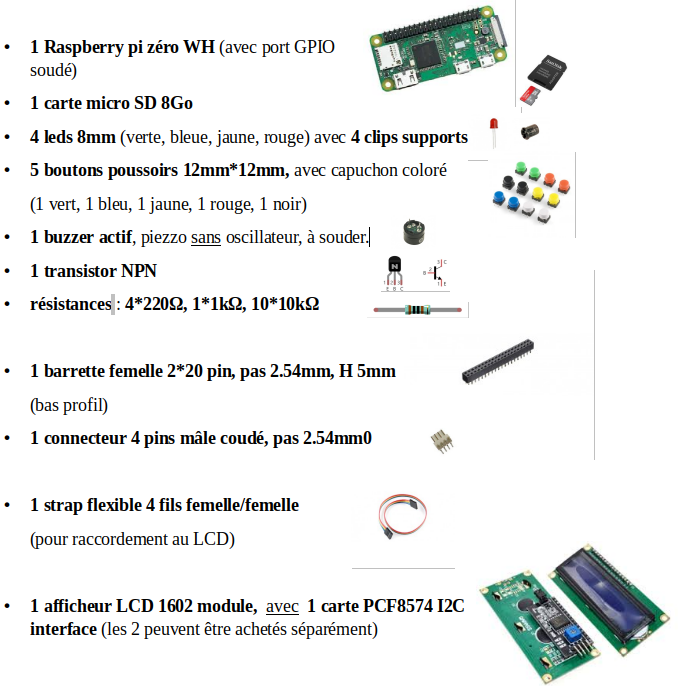 • 1 Raspberry pi zéro WH (avec port GPIO
soudé)
• 1 carte micro SD 8Go
• 4 leds 8mm (verte, bleue, jaune, rouge) avec 4 clips supports
• 5 boutons poussoirs 12mm*12mm, avec capuchon coloré
(1 vert, 1 bleu, 1 jaune, 1 rouge, 1 noir)
• 1 buzzer actif, piezzo sans oscillateur, à souder.
• 1 transistor NPN
• résistances : 4*220Ω, 1*1kΩ, 10*10kΩ
• 1 barrette femelle 2*20 pin, pas 2.54mm, H 5mm
(bas profil)
• 1 connecteur 4 pins mâle coudé, pas 2.54mm0
• 1 strap flexible 4 fils femelle/femelle
(pour raccordement au LCD)
• 1 afficheur LCD 1602 module, avec 1 carte PCF8574 I2C
interface (les 2 peuvent être achetés séparément)
SanDisk
N
E B C
3 C
B 2
1 E